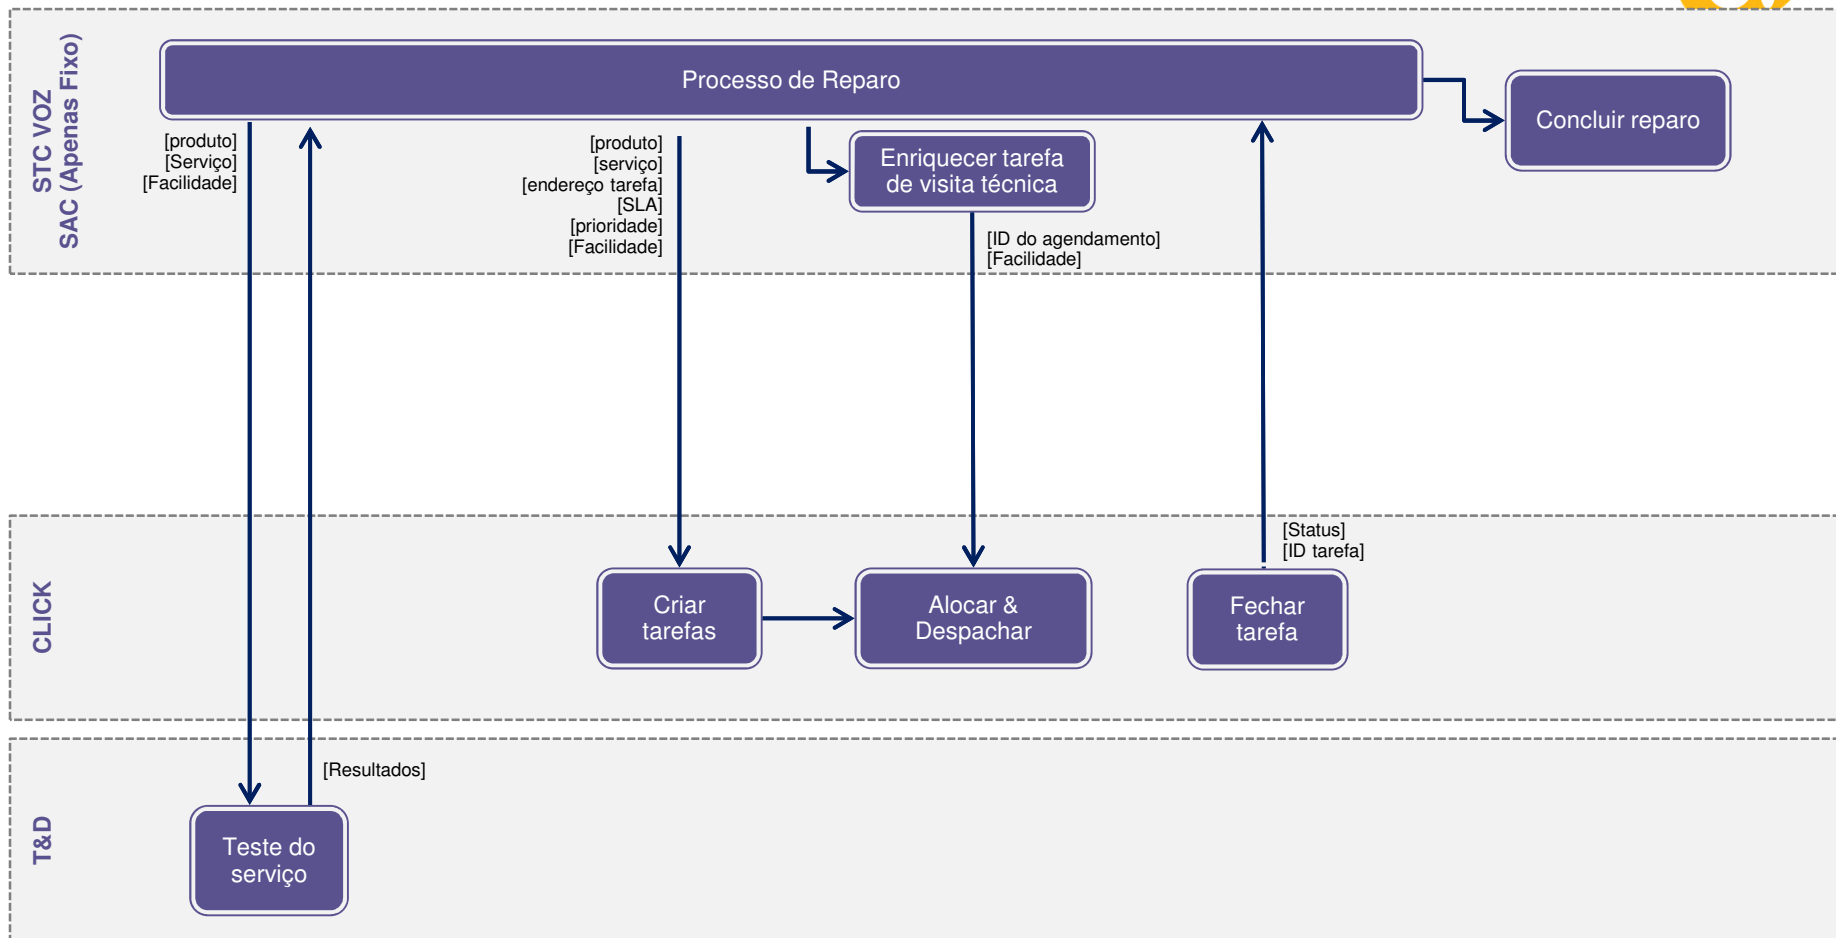 STC VOZ
SAC (Apenas Fixo)
Processo de Reparo
Concluir reparo
[produto]
[Serviço]
[Facilidade]
[produto]
[serviço]
[endereço tarefa]
[SLA]
[prioridade]
[Facilidade]
Enriquecer tarefa
de visita técnica
[ID do agendamento]
[Facilidade]
CLICK
[Status]
[ID tarefa]
Criar
tarefas
Alocar &
Despachar
Fechar
tarefa
T&D
[Resultados]
Teste do
serviço